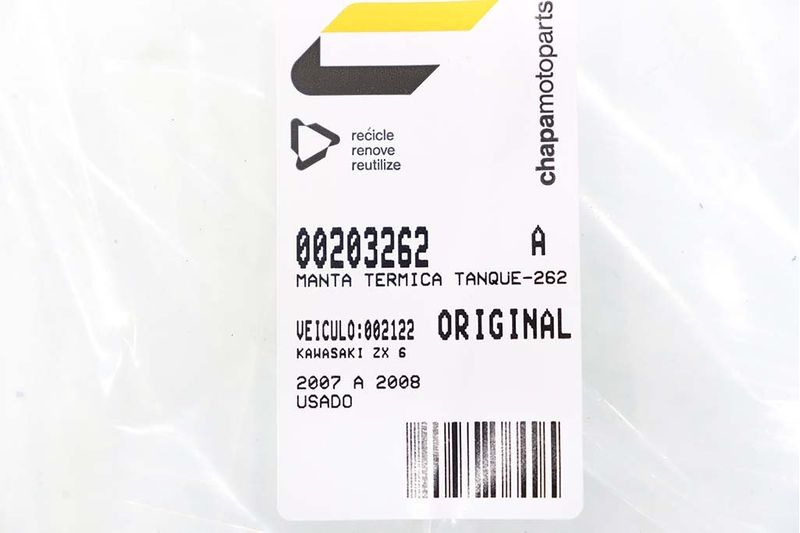 chapamotoparts
recicle
renove
reutilize
00203262 A
MANTA TERMICA TANQUE-262
VEICULO:002122 ORIGINAL
KAWASAKI ZX 6
2007 A 2008
USADO